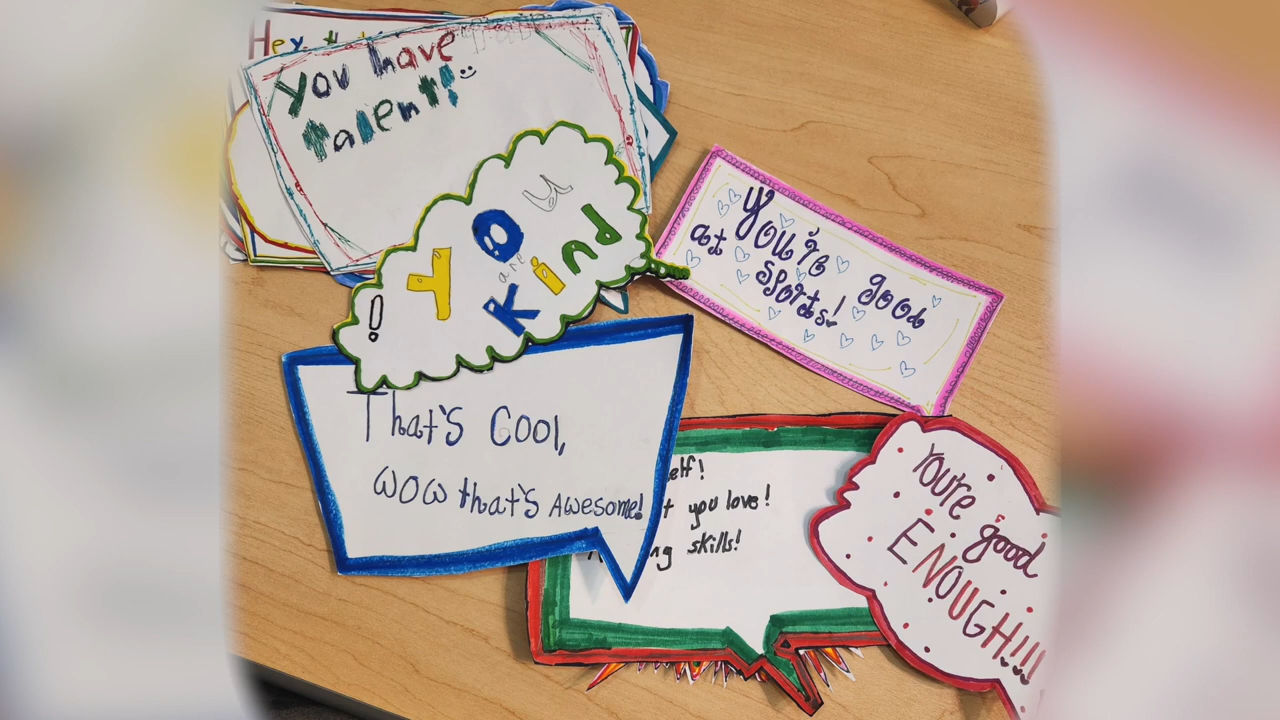 Hey,
You have
talent! :)
You
are
Kind
!
You're good
at sports!
That's Cool,
wow that's Awesome!
you love!
skills!
You're good
ENOUGH!!!